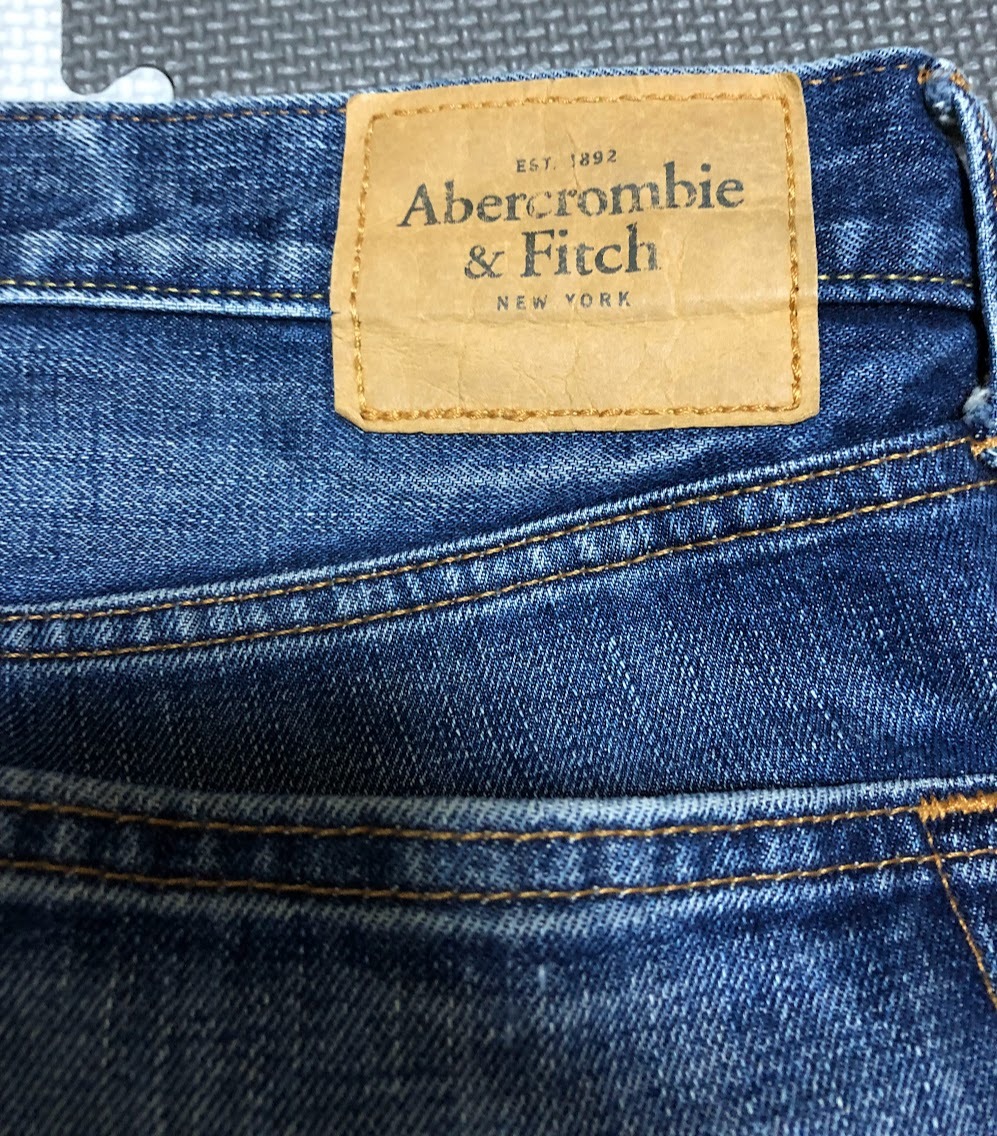 EST. 1892
Abercrombie
& Fitch
NEW YORK